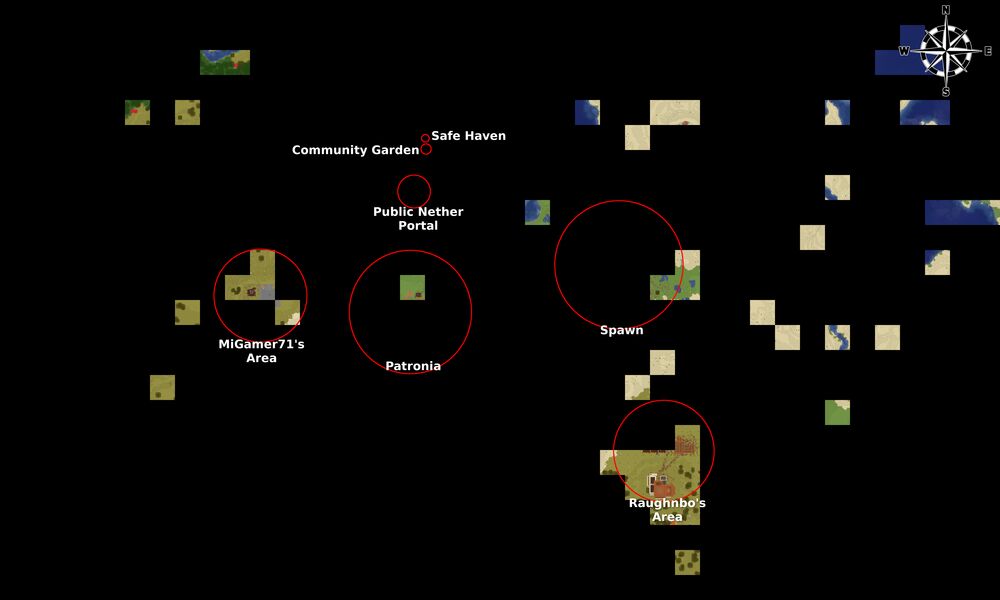 N
W
E
S
Safe Haven
Community Garden
Public Nether
Portal
Spawn
MiGamer71's
Area
Patronia
Raughnbo's
Area